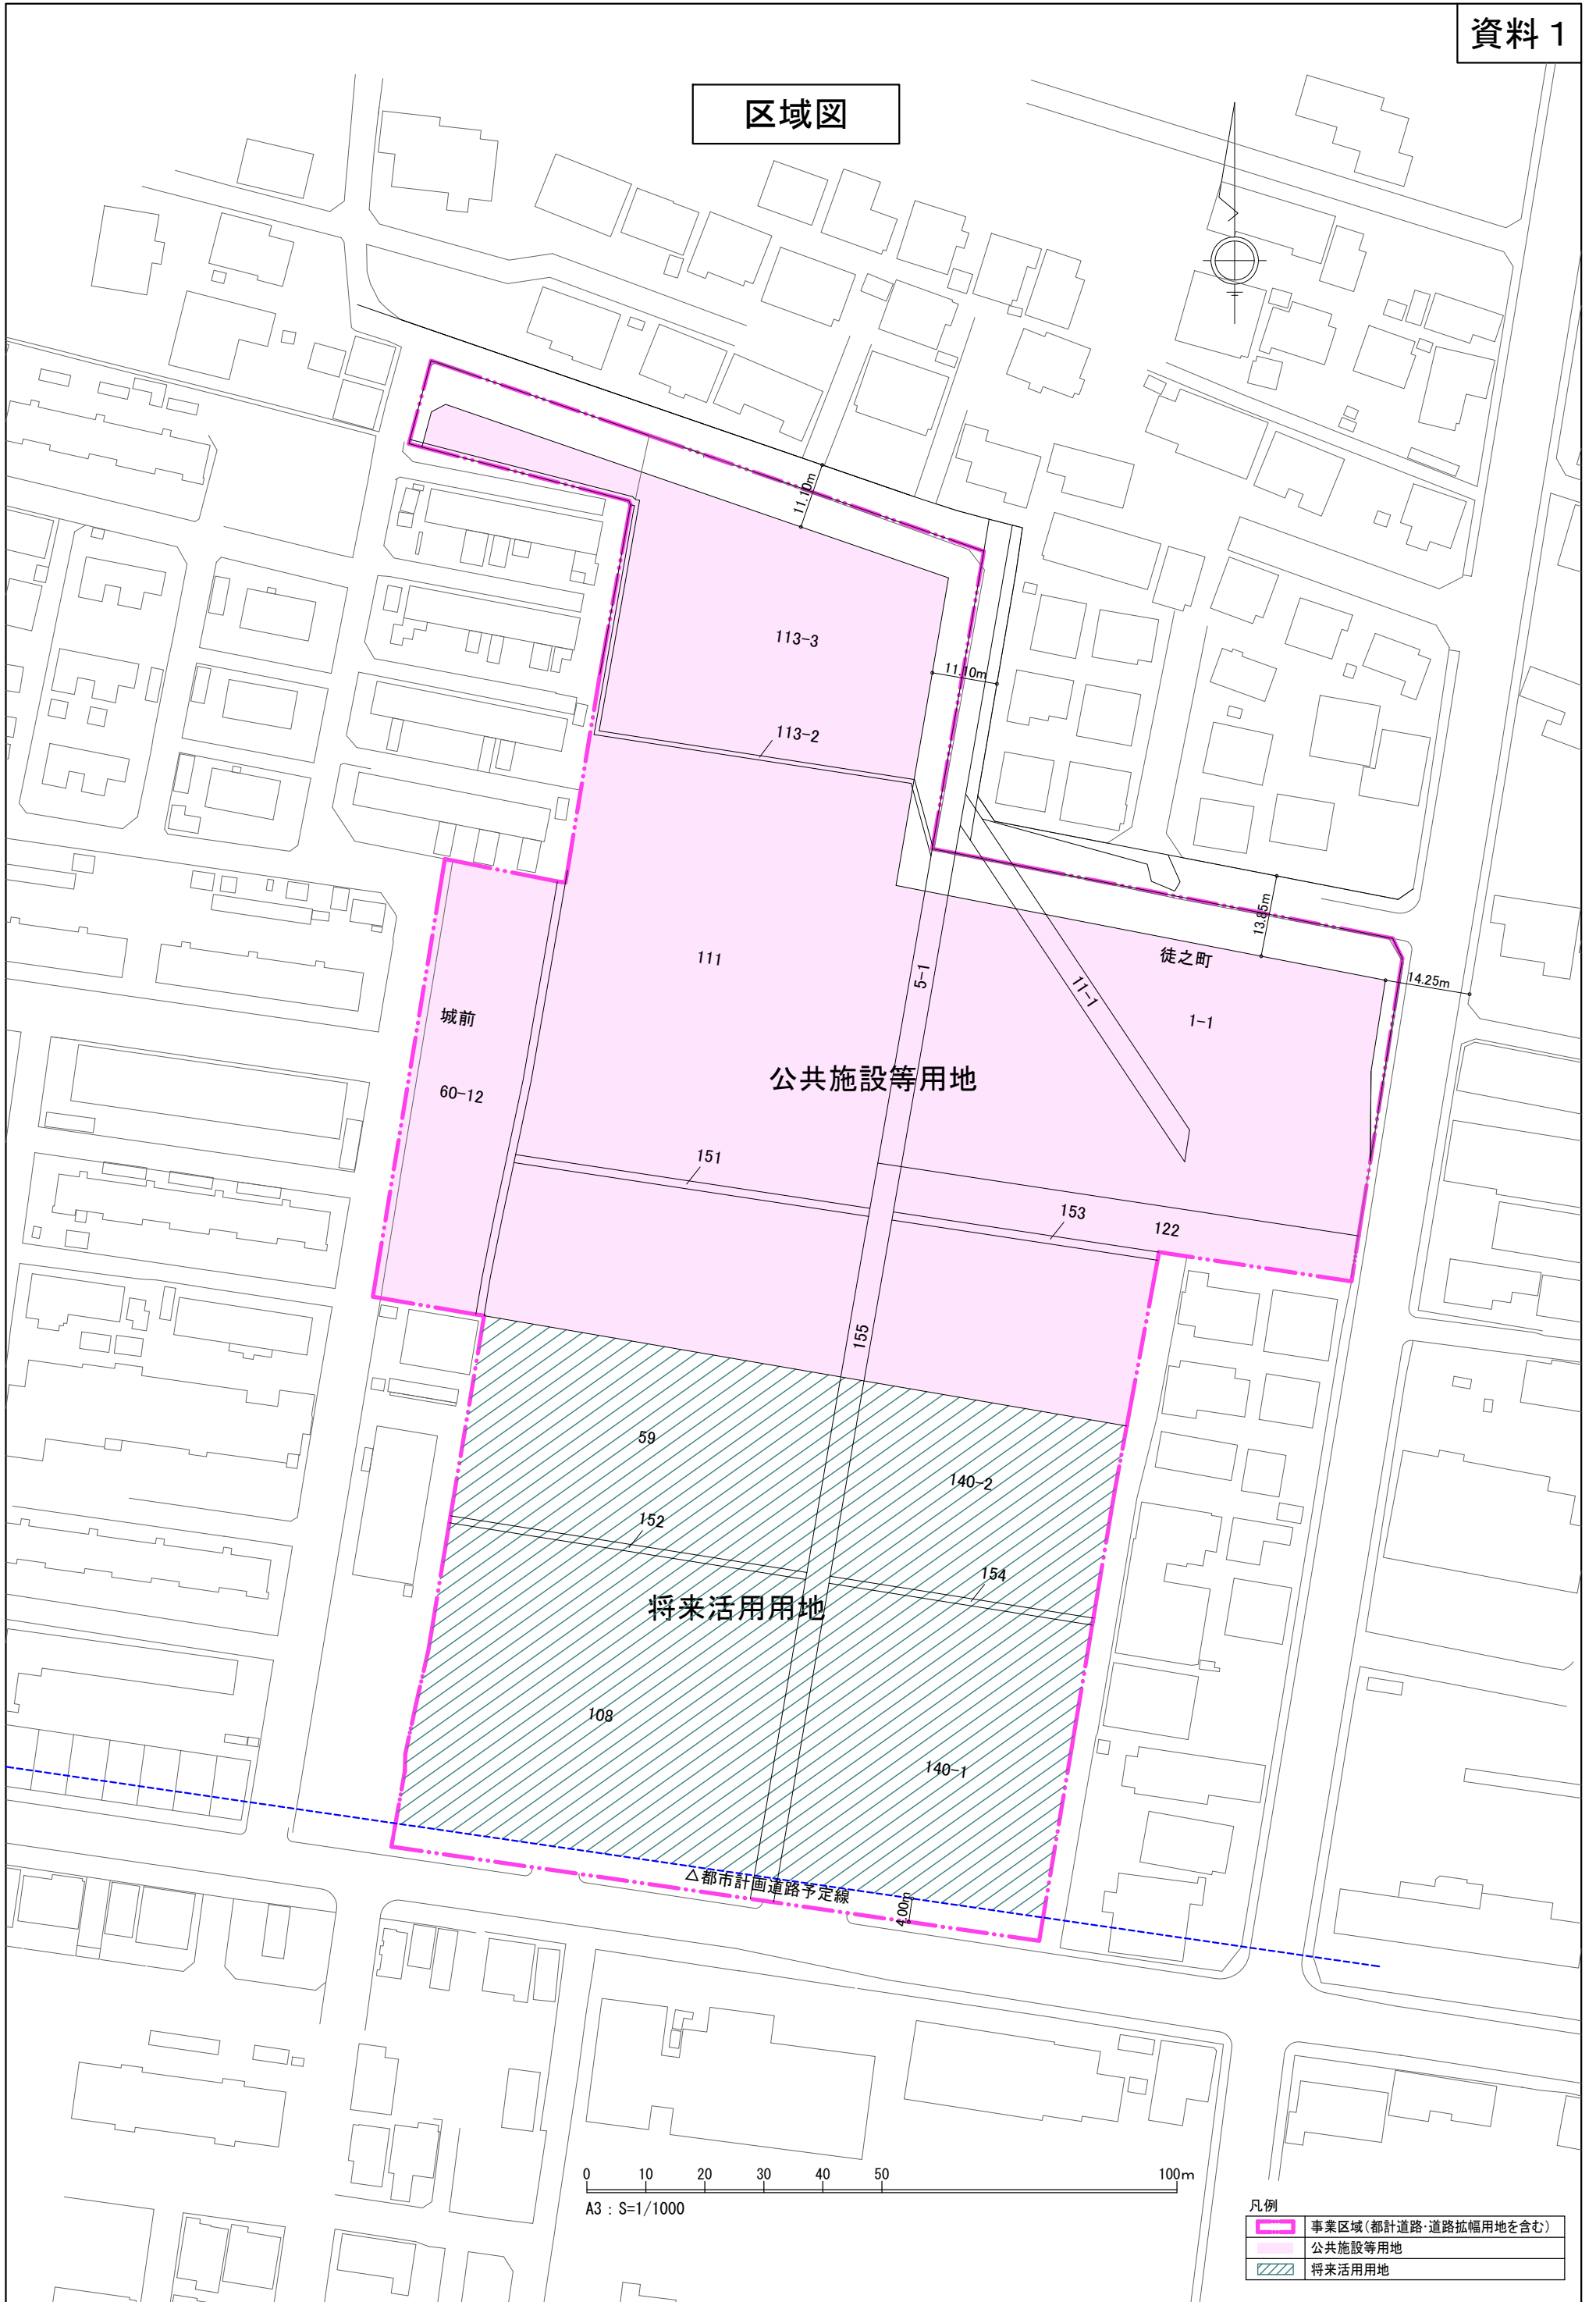 資料１
区域図
11.10m
113-3
11.10m
113-2
13.85m
徒之町
14.25m
111
5-1
11-1
1-1
城前
公共施設等用地
60-12
151
153
122
155
59
140-2
152
154
将来活用用地
108
140-1
△都市計画道路予定線
4.00m
0 10 20 30 40 50 100m
A3：S=1/1000
凡例
事業区域（都計道路・道路拡幅用地を含む）
公共施設等用地
将来活用用地